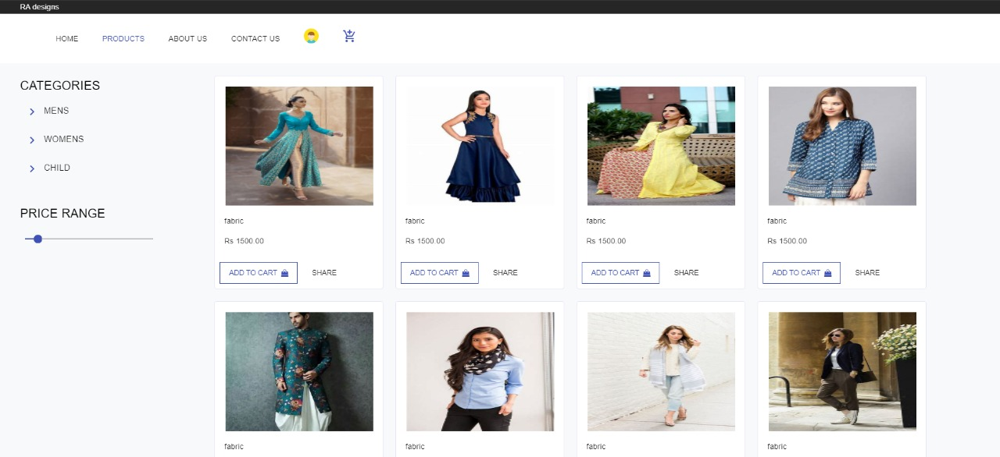 RA designs
HOME PRODUCTS ABOUT US CONTACT US
CATEGORIES
MENS
WOMENS
CHILD
PRICE RANGE
fabric fabric fabric fabric
Rs 1500.00 Rs 1500.00 Rs 1500.00 Rs 1500.00
ADD TO CART SHARE ADD TO CART SHARE ADD TO CART SHARE ADD TO CART SHARE
fabric fabric fabric fabric